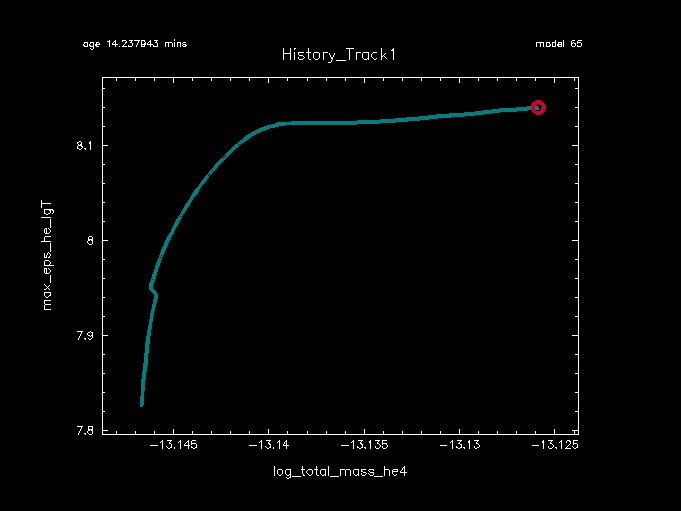 age 14.237943 mins
model 65
History_Track1
max_eps_he_lgT
8.1
8
7.9
7.8
−13.145
−13.14
−13.135
−13.13
−13.125
log_total_mass_he4